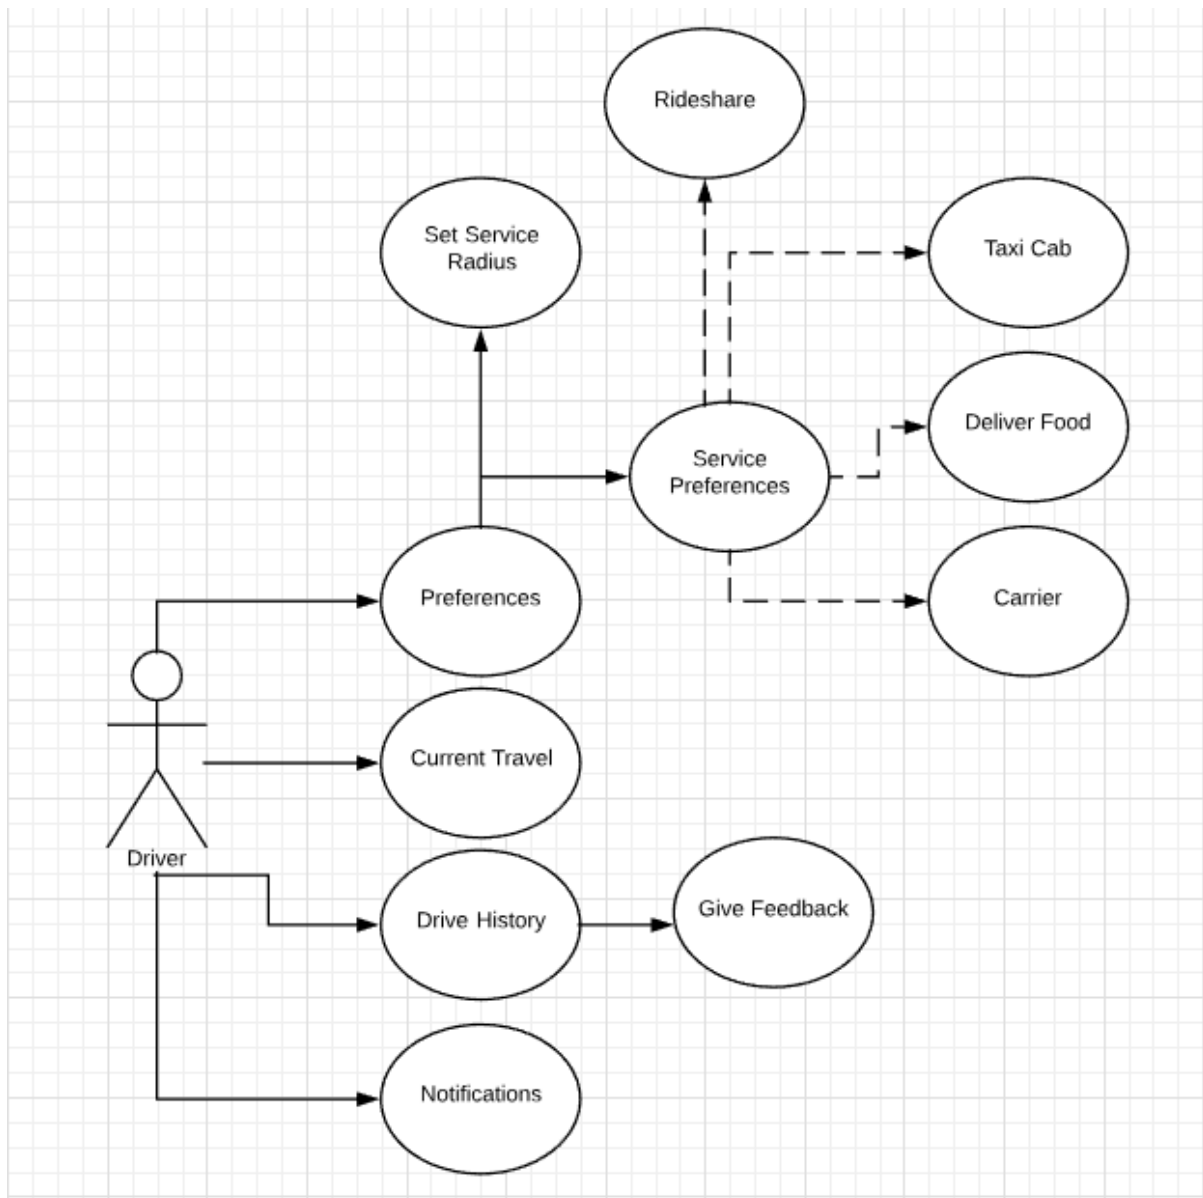 Rideshare
Set Service
Radius
Taxi Cab
Deliver Food
Service
Preferences
Preferences
Carrier
Current Travel
Driver
Drive History
Give Feedback
Notifications